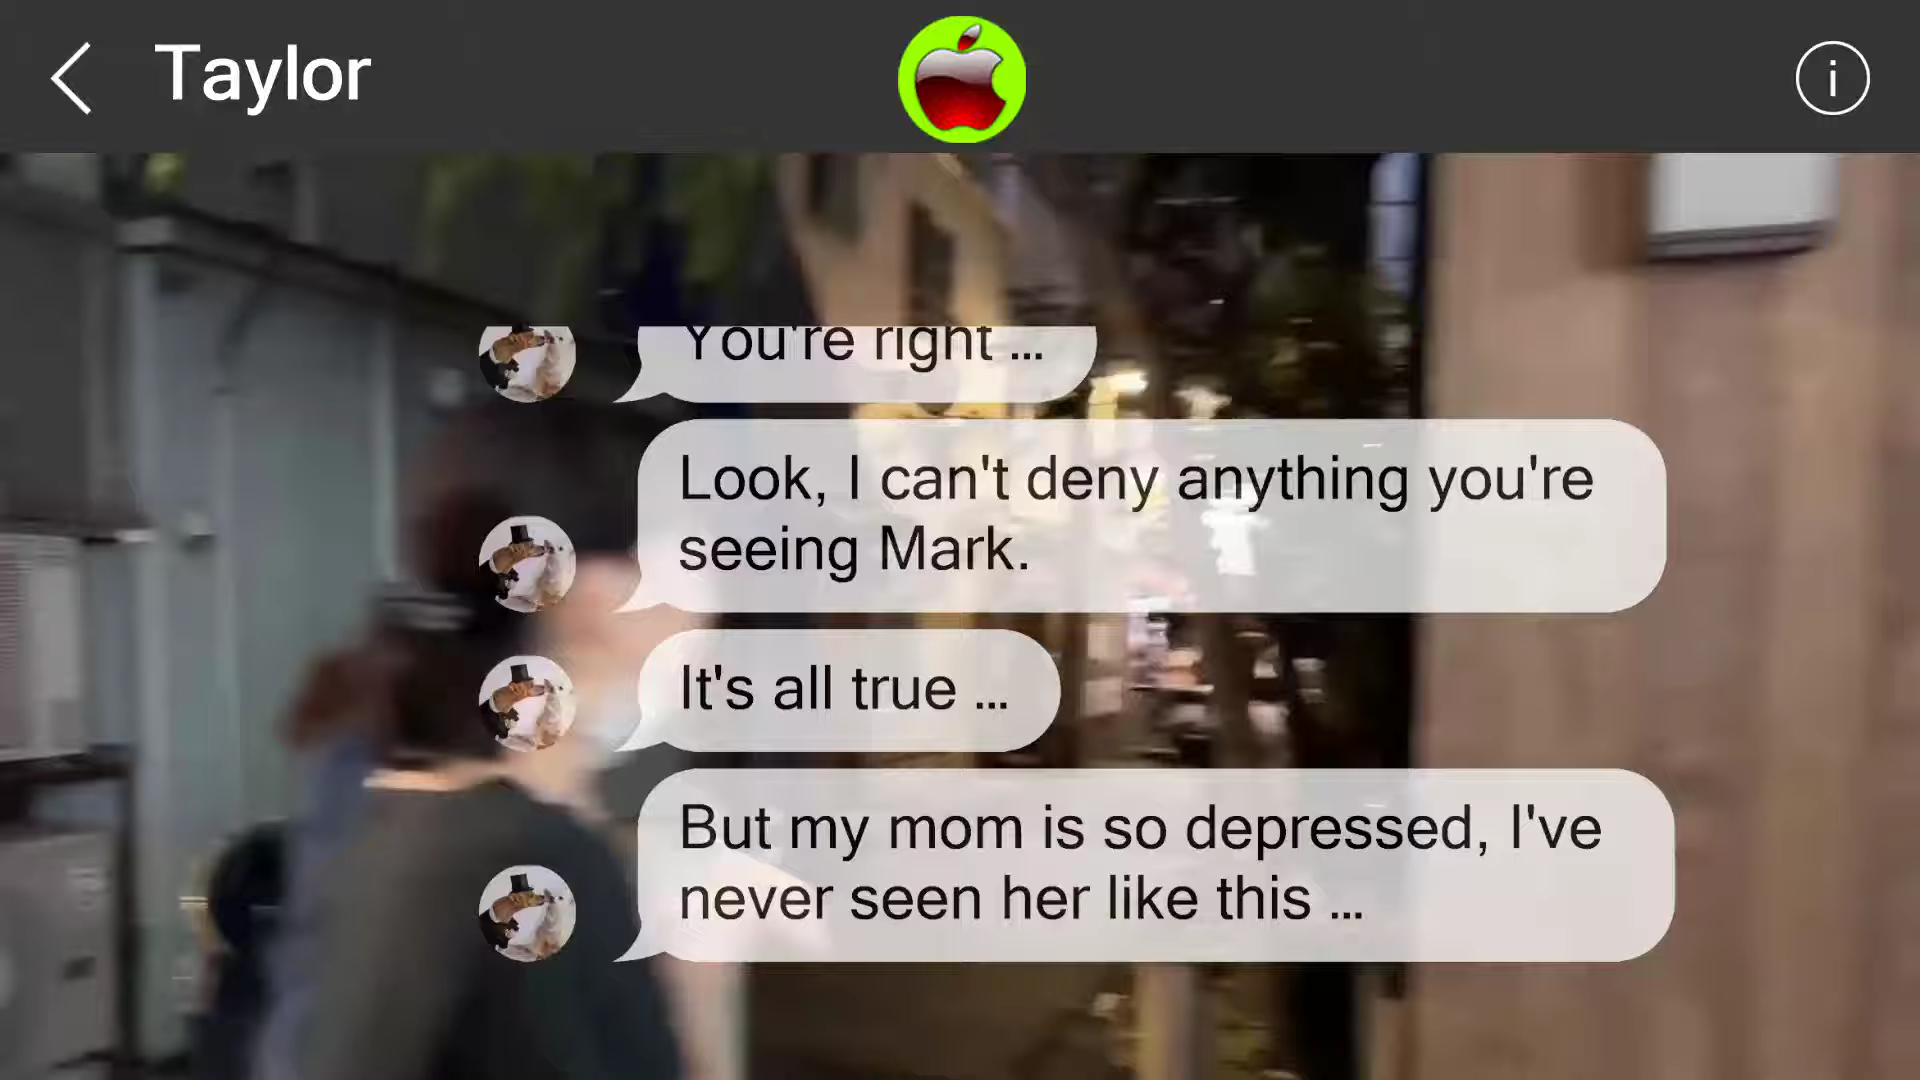 Taylor
You're right ...
Look, I can't deny anything you're
seeing Mark.
It's all true ...
But my mom is so depressed, I've
never seen her like this ...